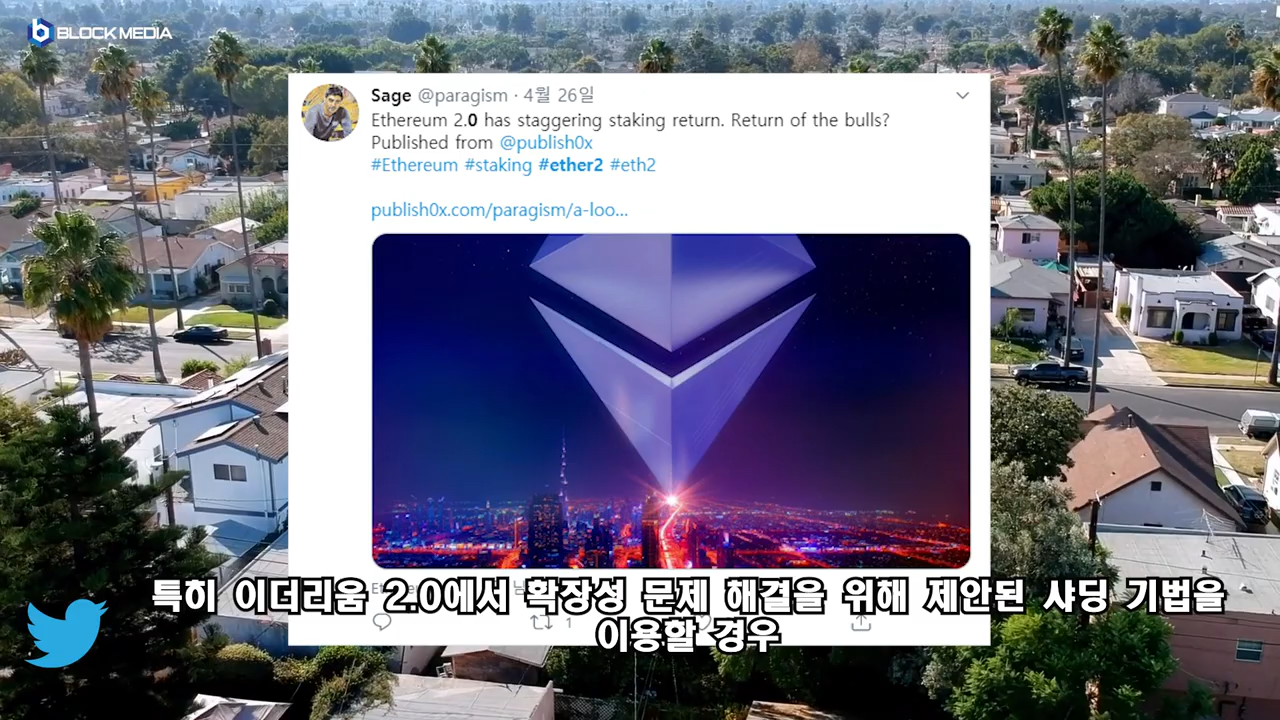 BLOCKMEDIA
Sage @paragism · 4월 26일
Ethereum 2.0 has staggering staking return. Return of the bulls?
Published from @publish0x
#Ethereum #staking #ether2 #eth2
publish0x.com/paragism/a-loo...
특히 이더리움 2.0에서 확장성 문제 해결을 위해 제안된 샤딩 기법을
이용할 경우
1